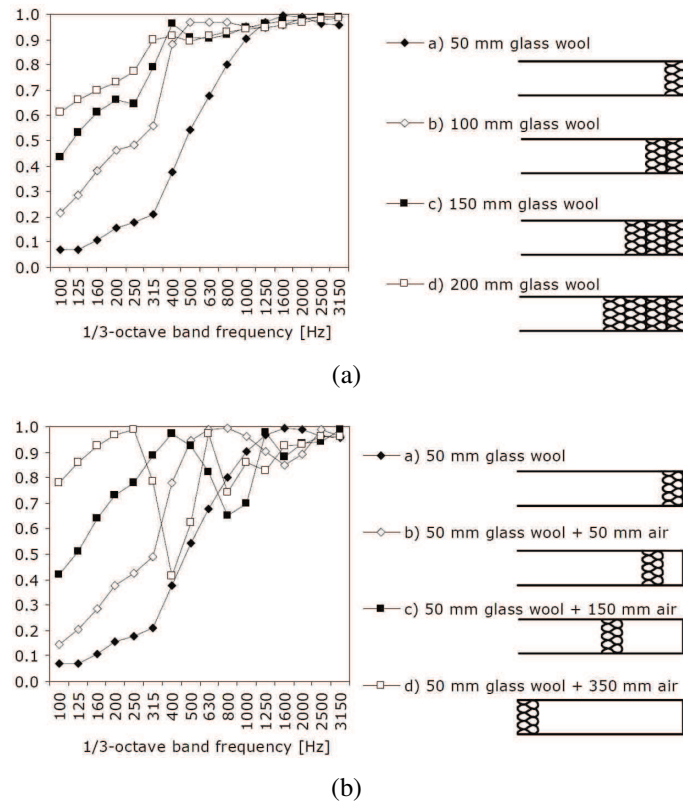 1.0
0.9
0.8
0.7
0.6
0.5
0.4
0.3
0.2
0.1
0.0
100 125 160 200 250 315 400 500 630 800 1000 1250 1600 2000 2500 3150
1/3-octave band frequency [Hz]
a) 50 mm glass wool
b) 100 mm glass wool
c) 150 mm glass wool
d) 200 mm glass wool
(a)
1.0
0.9
0.8
0.7
0.6
0.5
0.4
0.3
0.2
0.1
0.0
100 125 160 200 250 315 400 500 630 800 1000 1250 1600 2000 2500 3150
1/3-octave band frequency [Hz]
a) 50 mm glass wool
b) 50 mm glass wool + 50 mm air
c) 50 mm glass wool + 150 mm air
d) 50 mm glass wool + 350 mm air
(b)